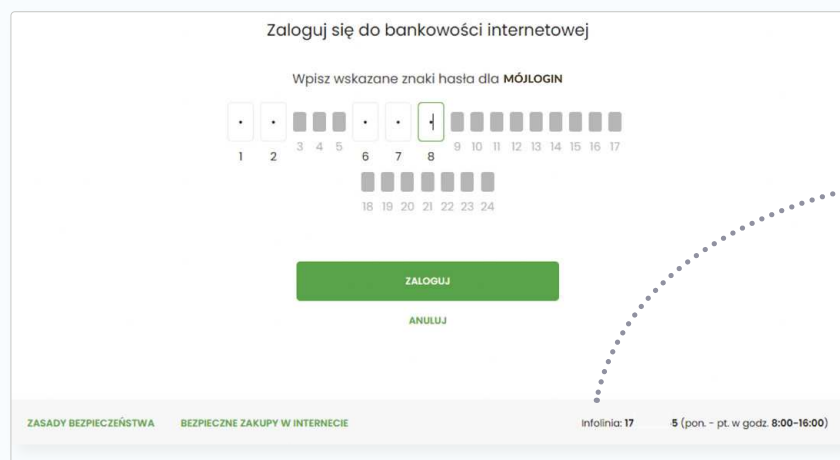 Zaloguj się do bankowości internetowej
Wpisz wskazane znaki hasła dla MÓJLOGIN
1 2 3 4 5 6 7 8 9 10 11 12 13 14 15 16 17
18 19 20 21 22 23 24
ZALOGUJ
ANULUJ
ZASADY BEZPIECZEŃSTWA BEZPIECZNE ZAKUPY W INTERNECIE Infolinia: 17 5 (pon. - pt. w godz. 8:00-16:00)